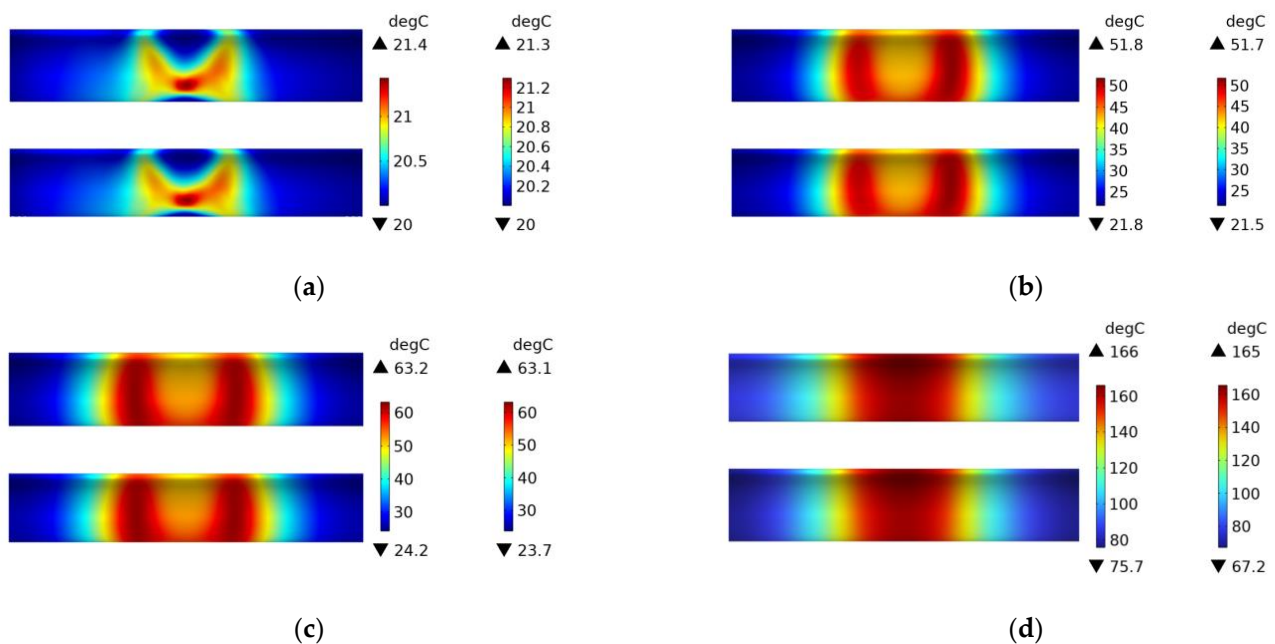 degC degC
▲ 21.4 ▲ 21.3
21.2
21 21
20.8
20.6
20.5 20.4
20.2
▼ 20 ▼ 20
(a)
degC degC
▲ 51.8 ▲ 51.7
50 50
45 45
40 40
35 35
30 30
25 25
▼ 21.8 ▼ 21.5
(b)
degC degC
▲ 63.2 ▲ 63.1
60 60
50 50
40 40
30 30
▼ 24.2 ▼ 23.7
(c)
degC degC
▲ 166 ▲ 165
160 160
140 140
120 120
100 100
80 80
▼ 75.7 ▼ 67.2
(d)